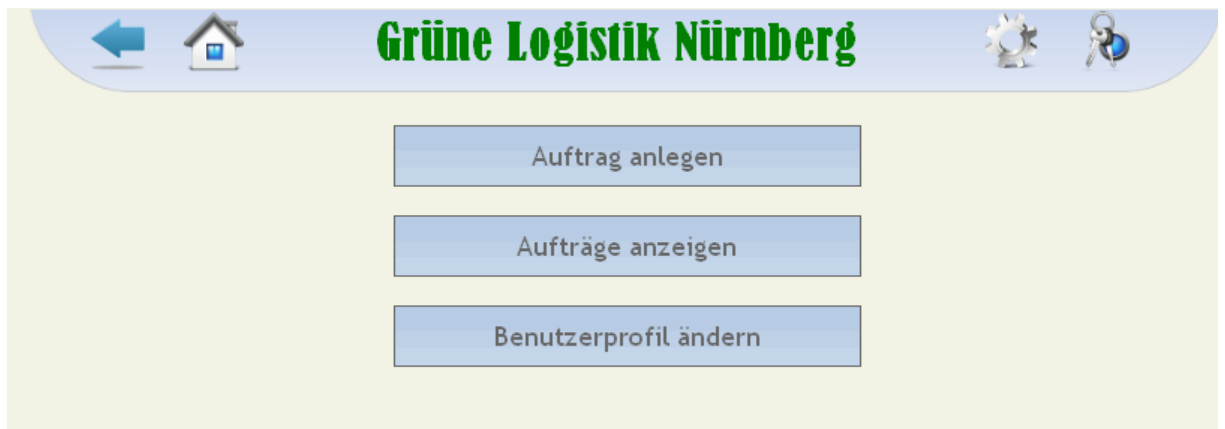 Grüne Logistik Nürnberg
Auftrag anlegen
Aufträge anzeigen
Benutzerprofil ändern